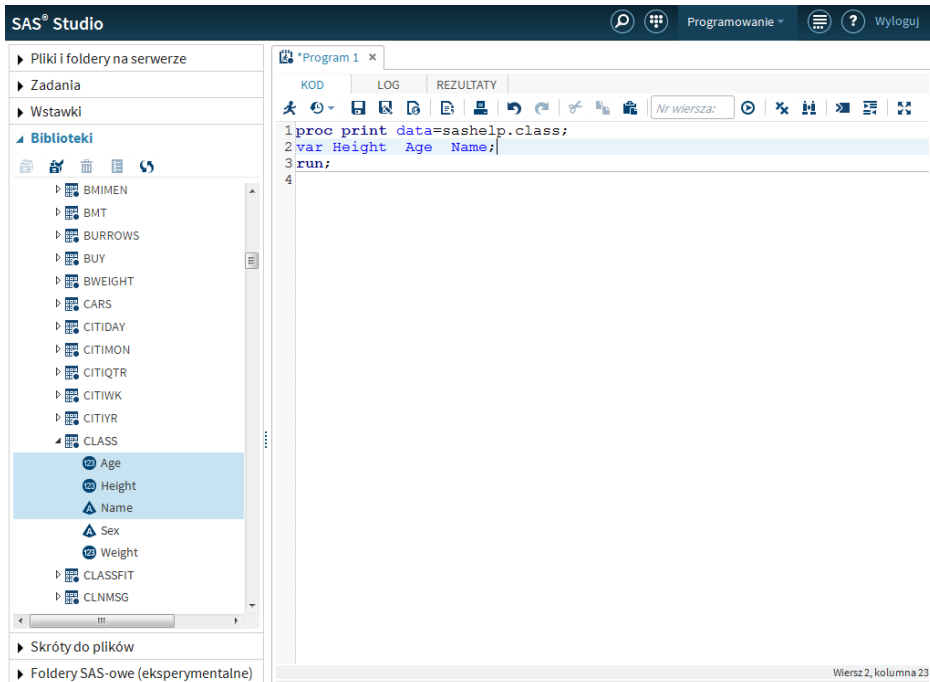 SAS® Studio
Programowanie
?
Wyloguj
Pliki i foldery na serwerze
Zadania
Wstawki
Biblioteki
BMIMEN
BMT
BURROWS
BUY
BWEIGHT
CARS
CITIDAY
CITIMON
CITIQTR
CITIWK
CITIYR
CLASS
123 Age
123 Height
A Name
A Sex
123 Weight
CLASSFIT
CLNMSG
Skróty do plików
Foldery SAS-owe (eksperymentalne)
*Program 1 ×
KOD LOG REZULTATY
Nr wiersza:
1 proc print data=sashelp.class;
2 var Height  Age  Name;
3 run;
4
Wiersz 2, kolumna 23